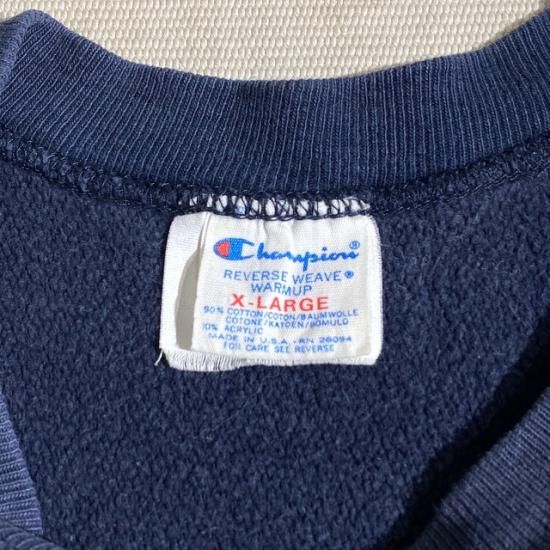 Champion®
REVERSE WEAVE®
WARMUP
X-LARGE
90% COTTON/COTON/BAUMWOLLE
COTONE/KATOEN/BOMULD
10% ACRYLIC
MADE IN U.S.A. RN 26094
FOR CARE SEE REVERSE